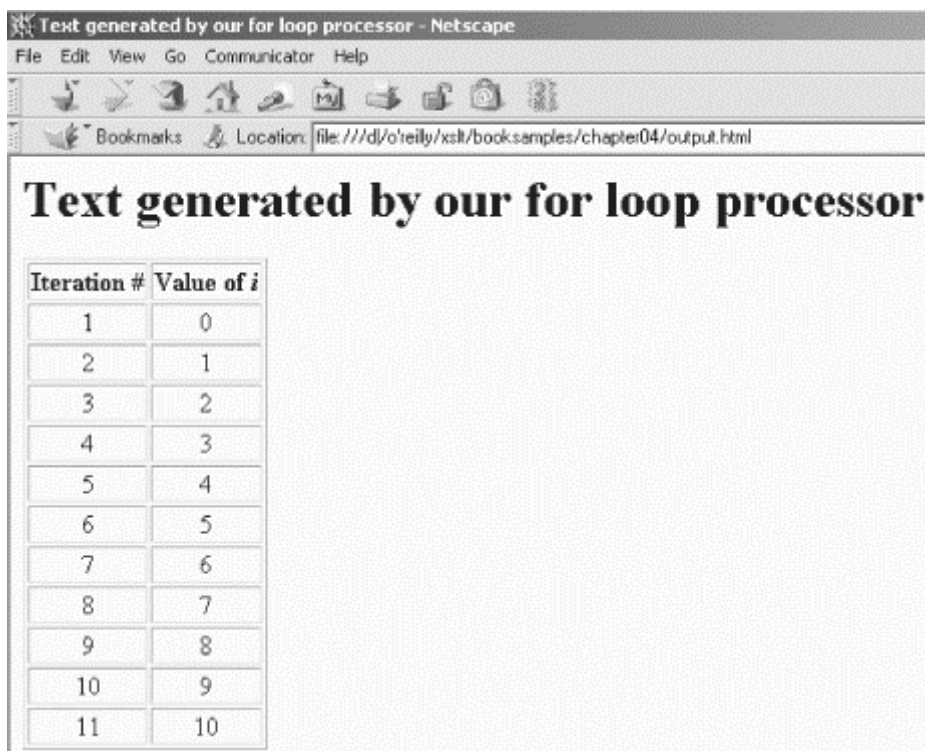 Text generated by our for loop processor - Netscape
File Edit View Go Communicator Help
My
Bookmarks Location: file:///d|/o'reilly/xslt/booksamples/chapter04/output.html
Text generated by our for loop processor
Iteration # Value of i
1 0
2 1
3 2
4 3
5 4
6 5
7 6
8 7
9 8
10 9
11 10